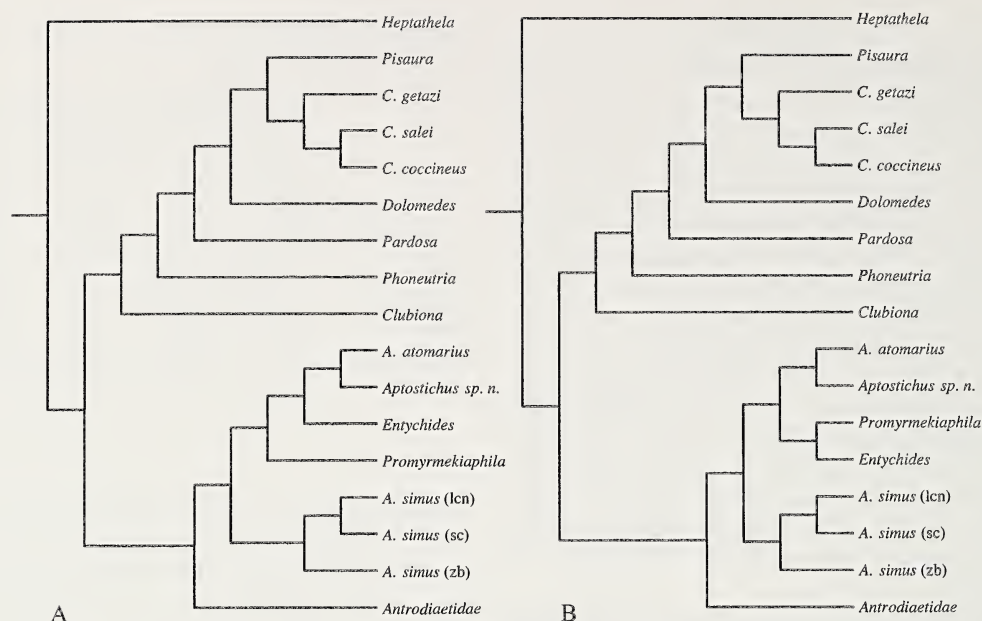 Heptathela
Pisaura
C. getazi
C. salei
C. coccineus
Dolomedes
Pardosa
Phoneutria
Clubiona
A. atomarius
Aptostichus sp. n.
Entychides
Promyrmekiaphila
A. simus (lcn)
A. simus (sc)
A. simus (zb)
Antrodiaetidae
A
Heptathela
Pisaura
C. getazi
C. salei
C. coccineus
Dolomedes
Pardosa
Phoneutria
Clubiona
A. atomarius
Aptostichus sp. n.
Promyrmekiaphila
Entychides
A. simus (lcn)
A. simus (sc)
A. simus (zb)
Antrodiaetidae
B